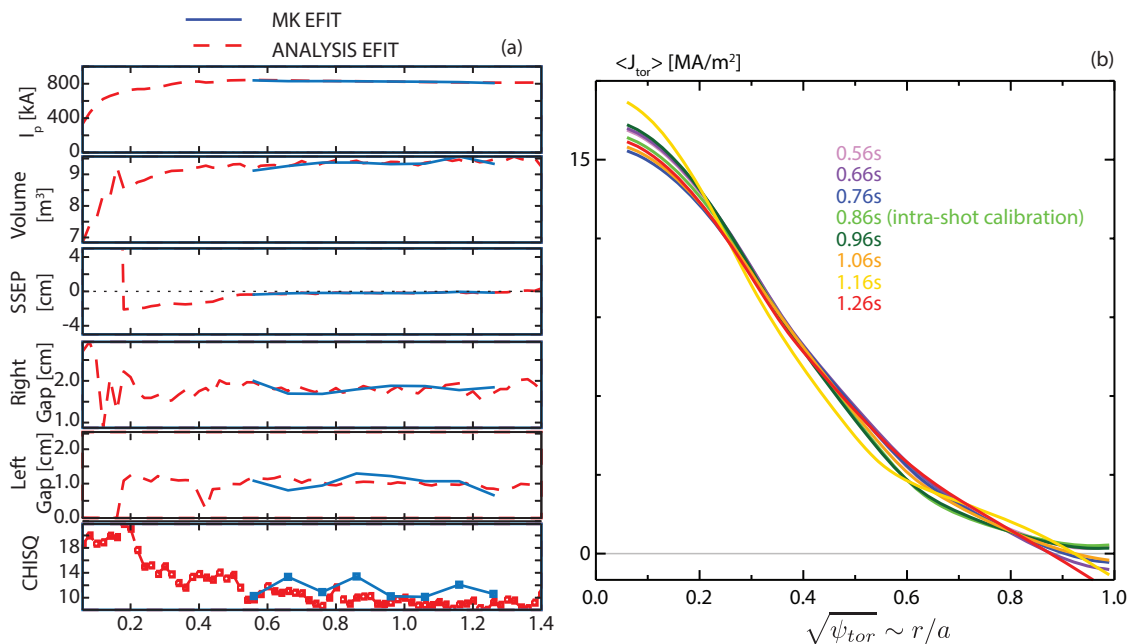 MK EFIT
ANALYSIS EFIT
(a)
800
400
0
I_p [kA]
9
8
7
Volume
[m³]
4
0
-4
SSEP
[cm]
2.0
1.0
Right
Gap [cm]
2.0
1.0
0.0
Left
Gap [cm]
18
14
10
CHISQ
0.2 0.4 0.6 0.8 1.0 1.2 1.4
<J_tor> [MA/m²]
(b)
15
0
0.56s
0.66s
0.76s
0.86s (intra-shot calibration)
0.96s
1.06s
1.16s
1.26s
0.0 0.2 0.4 0.6 0.8 1.0
√ψ_tor ~ r/a